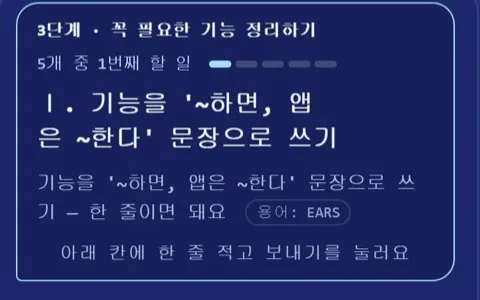 3단계 · 꼭 필요한 기능 정리하기
5개 중 1번째 할 일
1. 기능을 '~하면, 앱
은 ~한다' 문장으로 쓰기
기능을 '~하면, 앱은 ~한다' 문장으로 쓰
기 — 한 줄이면 돼요 용어: EARS
아래 칸에 한 줄 적고 보내기를 눌러요